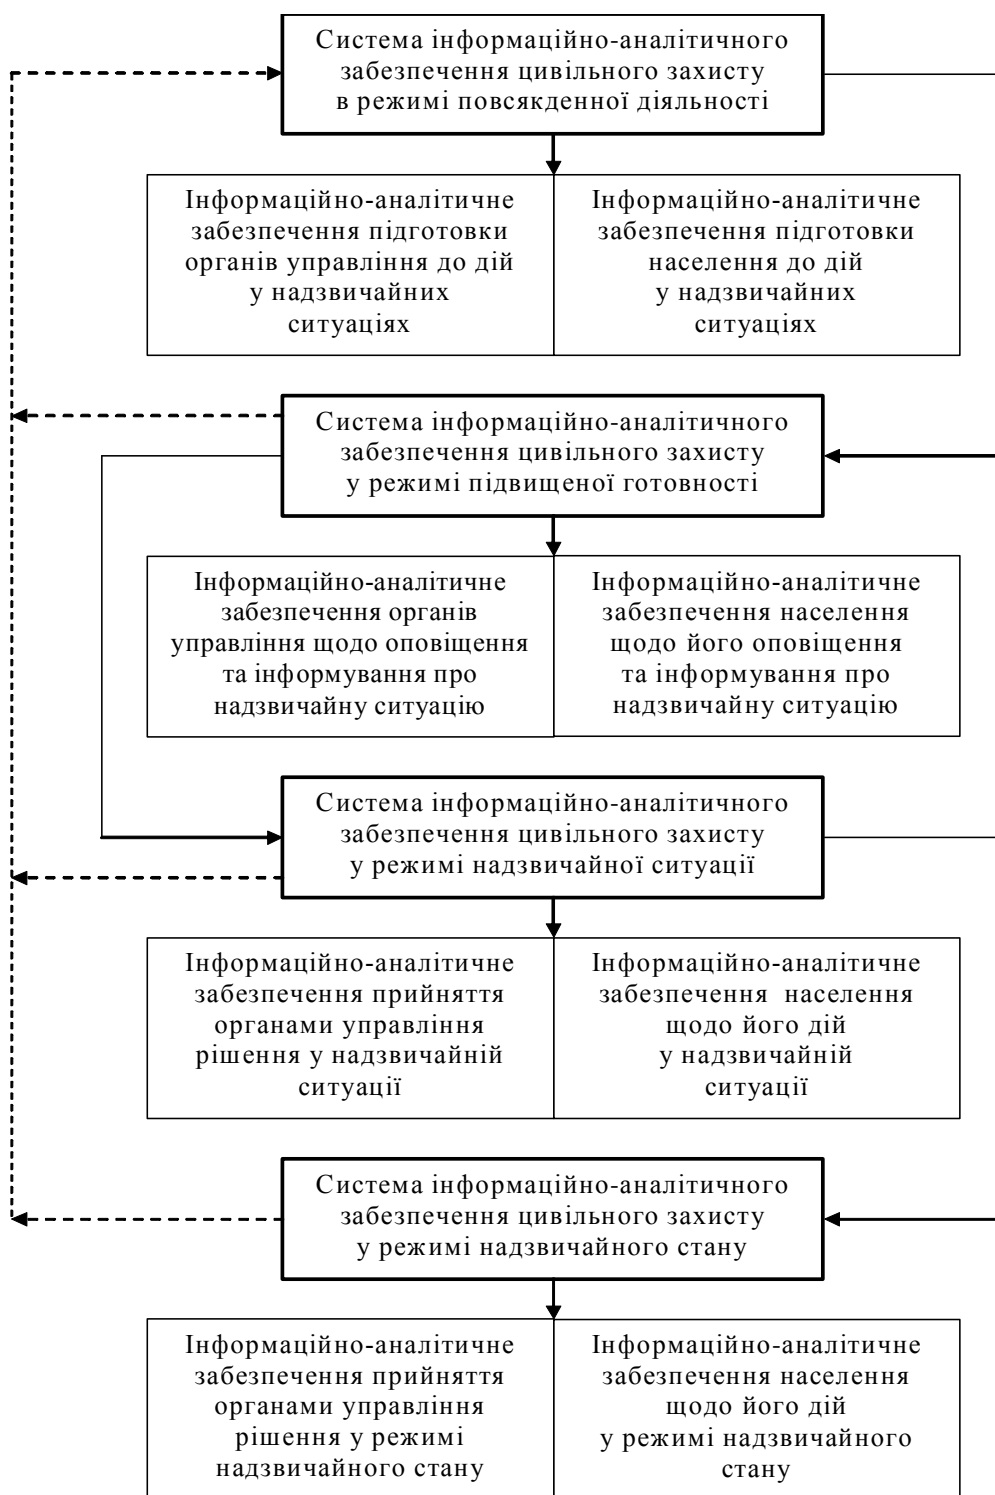 Система інформаційно-аналітичного
забезпечення цивільного захисту
в режимі повсякденної діяльності
Інформаційно-аналітичне
забезпечення підготовки
органів управління до дій
у надзвичайних
ситуаціях
Інформаційно-аналітичне
забезпечення підготовки
населення до дій
у надзвичайних
ситуаціях
Система інформаційно-аналітичного
забезпечення цивільного захисту
у режимі підвищеної готовності
Інформаційно-аналітичне
забезпечення органів
управління щодо оповіщення
та інформування про
надзвичайну ситуацію
Інформаційно-аналітичне
забезпечення населення
щодо його оповіщення
та інформування про
надзвичайну ситуацію
Система інформаційно-аналітичного
забезпечення цивільного захисту
у режимі надзвичайної ситуації
Інформаційно-аналітичне
забезпечення прийняття
органами управління
рішення у надзвичайній
ситуації
Інформаційно-аналітичне
забезпечення населення
щодо його дій
у надзвичайній
ситуації
Система інформаційно-аналітичного
забезпечення цивільного захисту
у режимі надзвичайного стану
Інформаційно-аналітичне
забезпечення прийняття
органами управління
рішення у режимі
надзвичайного стану
Інформаційно-аналітичне
забезпечення населення
щодо його дій
у режимі надзвичайного
стану